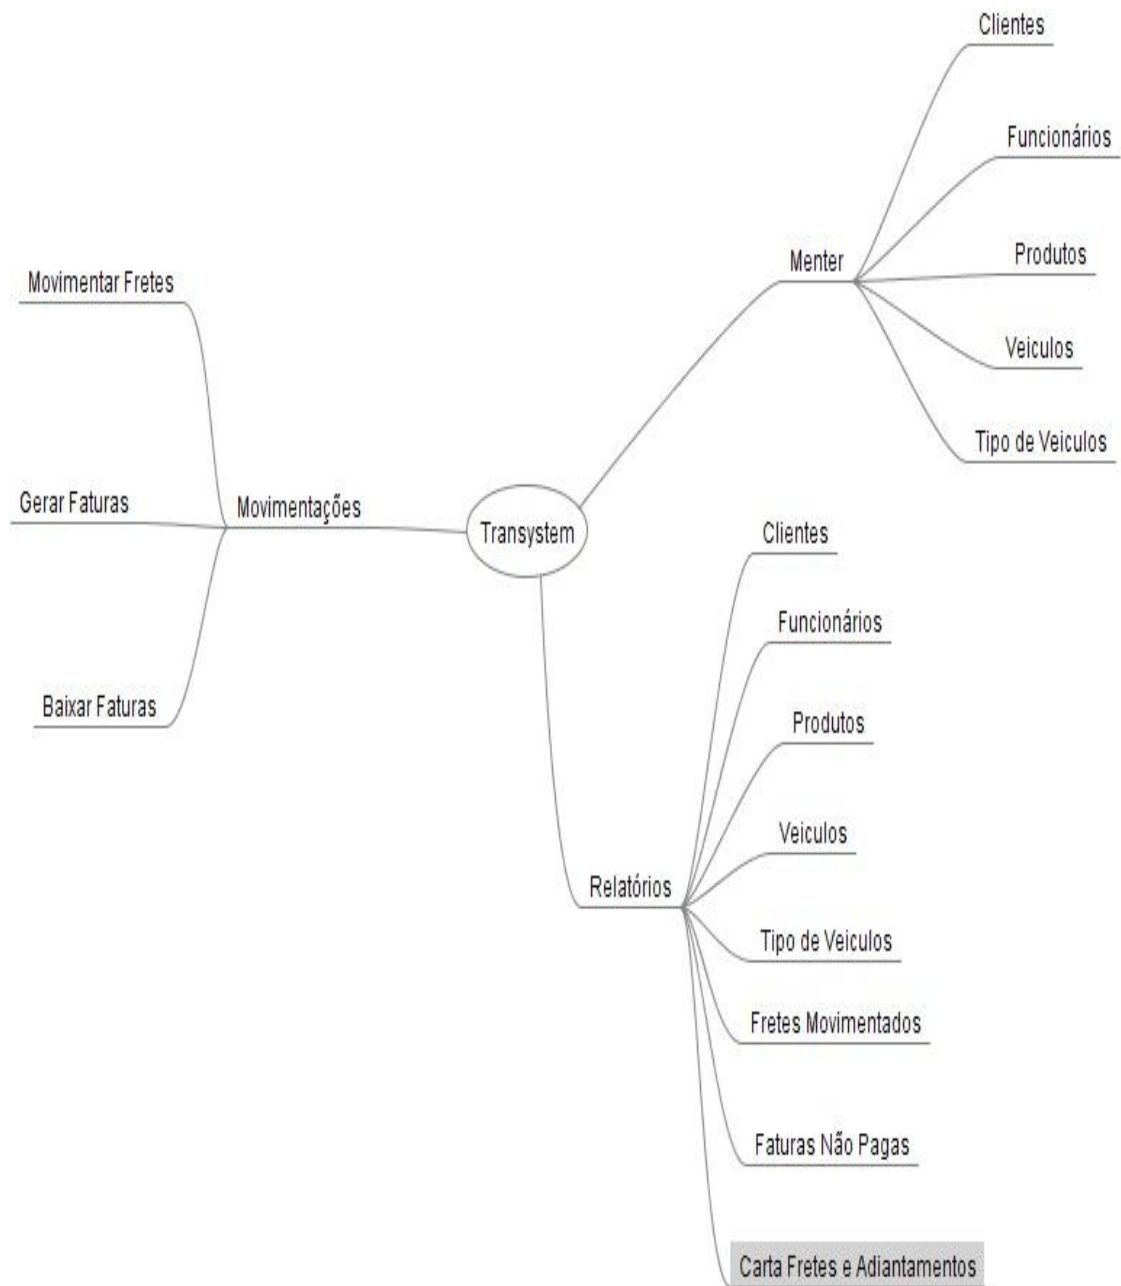 Clientes
Funcionários
Menter
Produtos
Veiculos
Tipo de Veiculos
Movimentar Fretes
Gerar Faturas
Movimentações
Baixar Faturas
Transystem
Clientes
Funcionários
Produtos
Veiculos
Relatórios
Tipo de Veiculos
Fretes Movimentados
Faturas Não Pagas
Carta Fretes e Adiantamentos